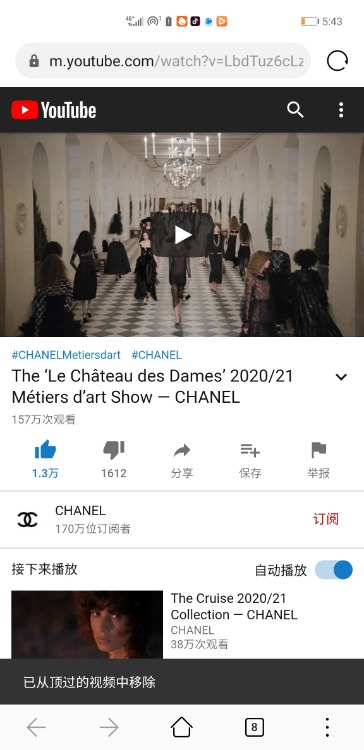 5:43
m.youtube.com/watch?v=LbdTuz6cLz
YouTube
#CHANELMetiersdart #CHANEL
The ‘Le Château des Dames’ 2020/21
Métiers d’art Show — CHANEL
157万次观看
1.3万 1612 分享 保存 举报
CHANEL
170万位订阅者
订阅
接下来播放 自动播放
The Cruise 2020/21
Collection — CHANEL
CHANEL
38万次观看
已从顶过的视频中移除
8